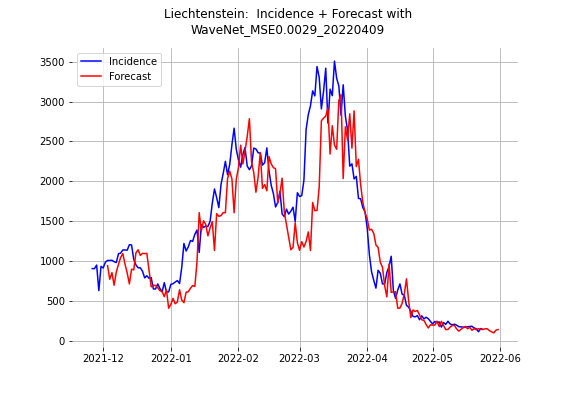 Liechtenstein:  Incidence + Forecast with
WaveNet_MSE0.0029_20220409
Incidence
Forecast
3500
3000
2500
2000
1500
1000
500
0
2021-12 2022-01 2022-02 2022-03 2022-04 2022-05 2022-06